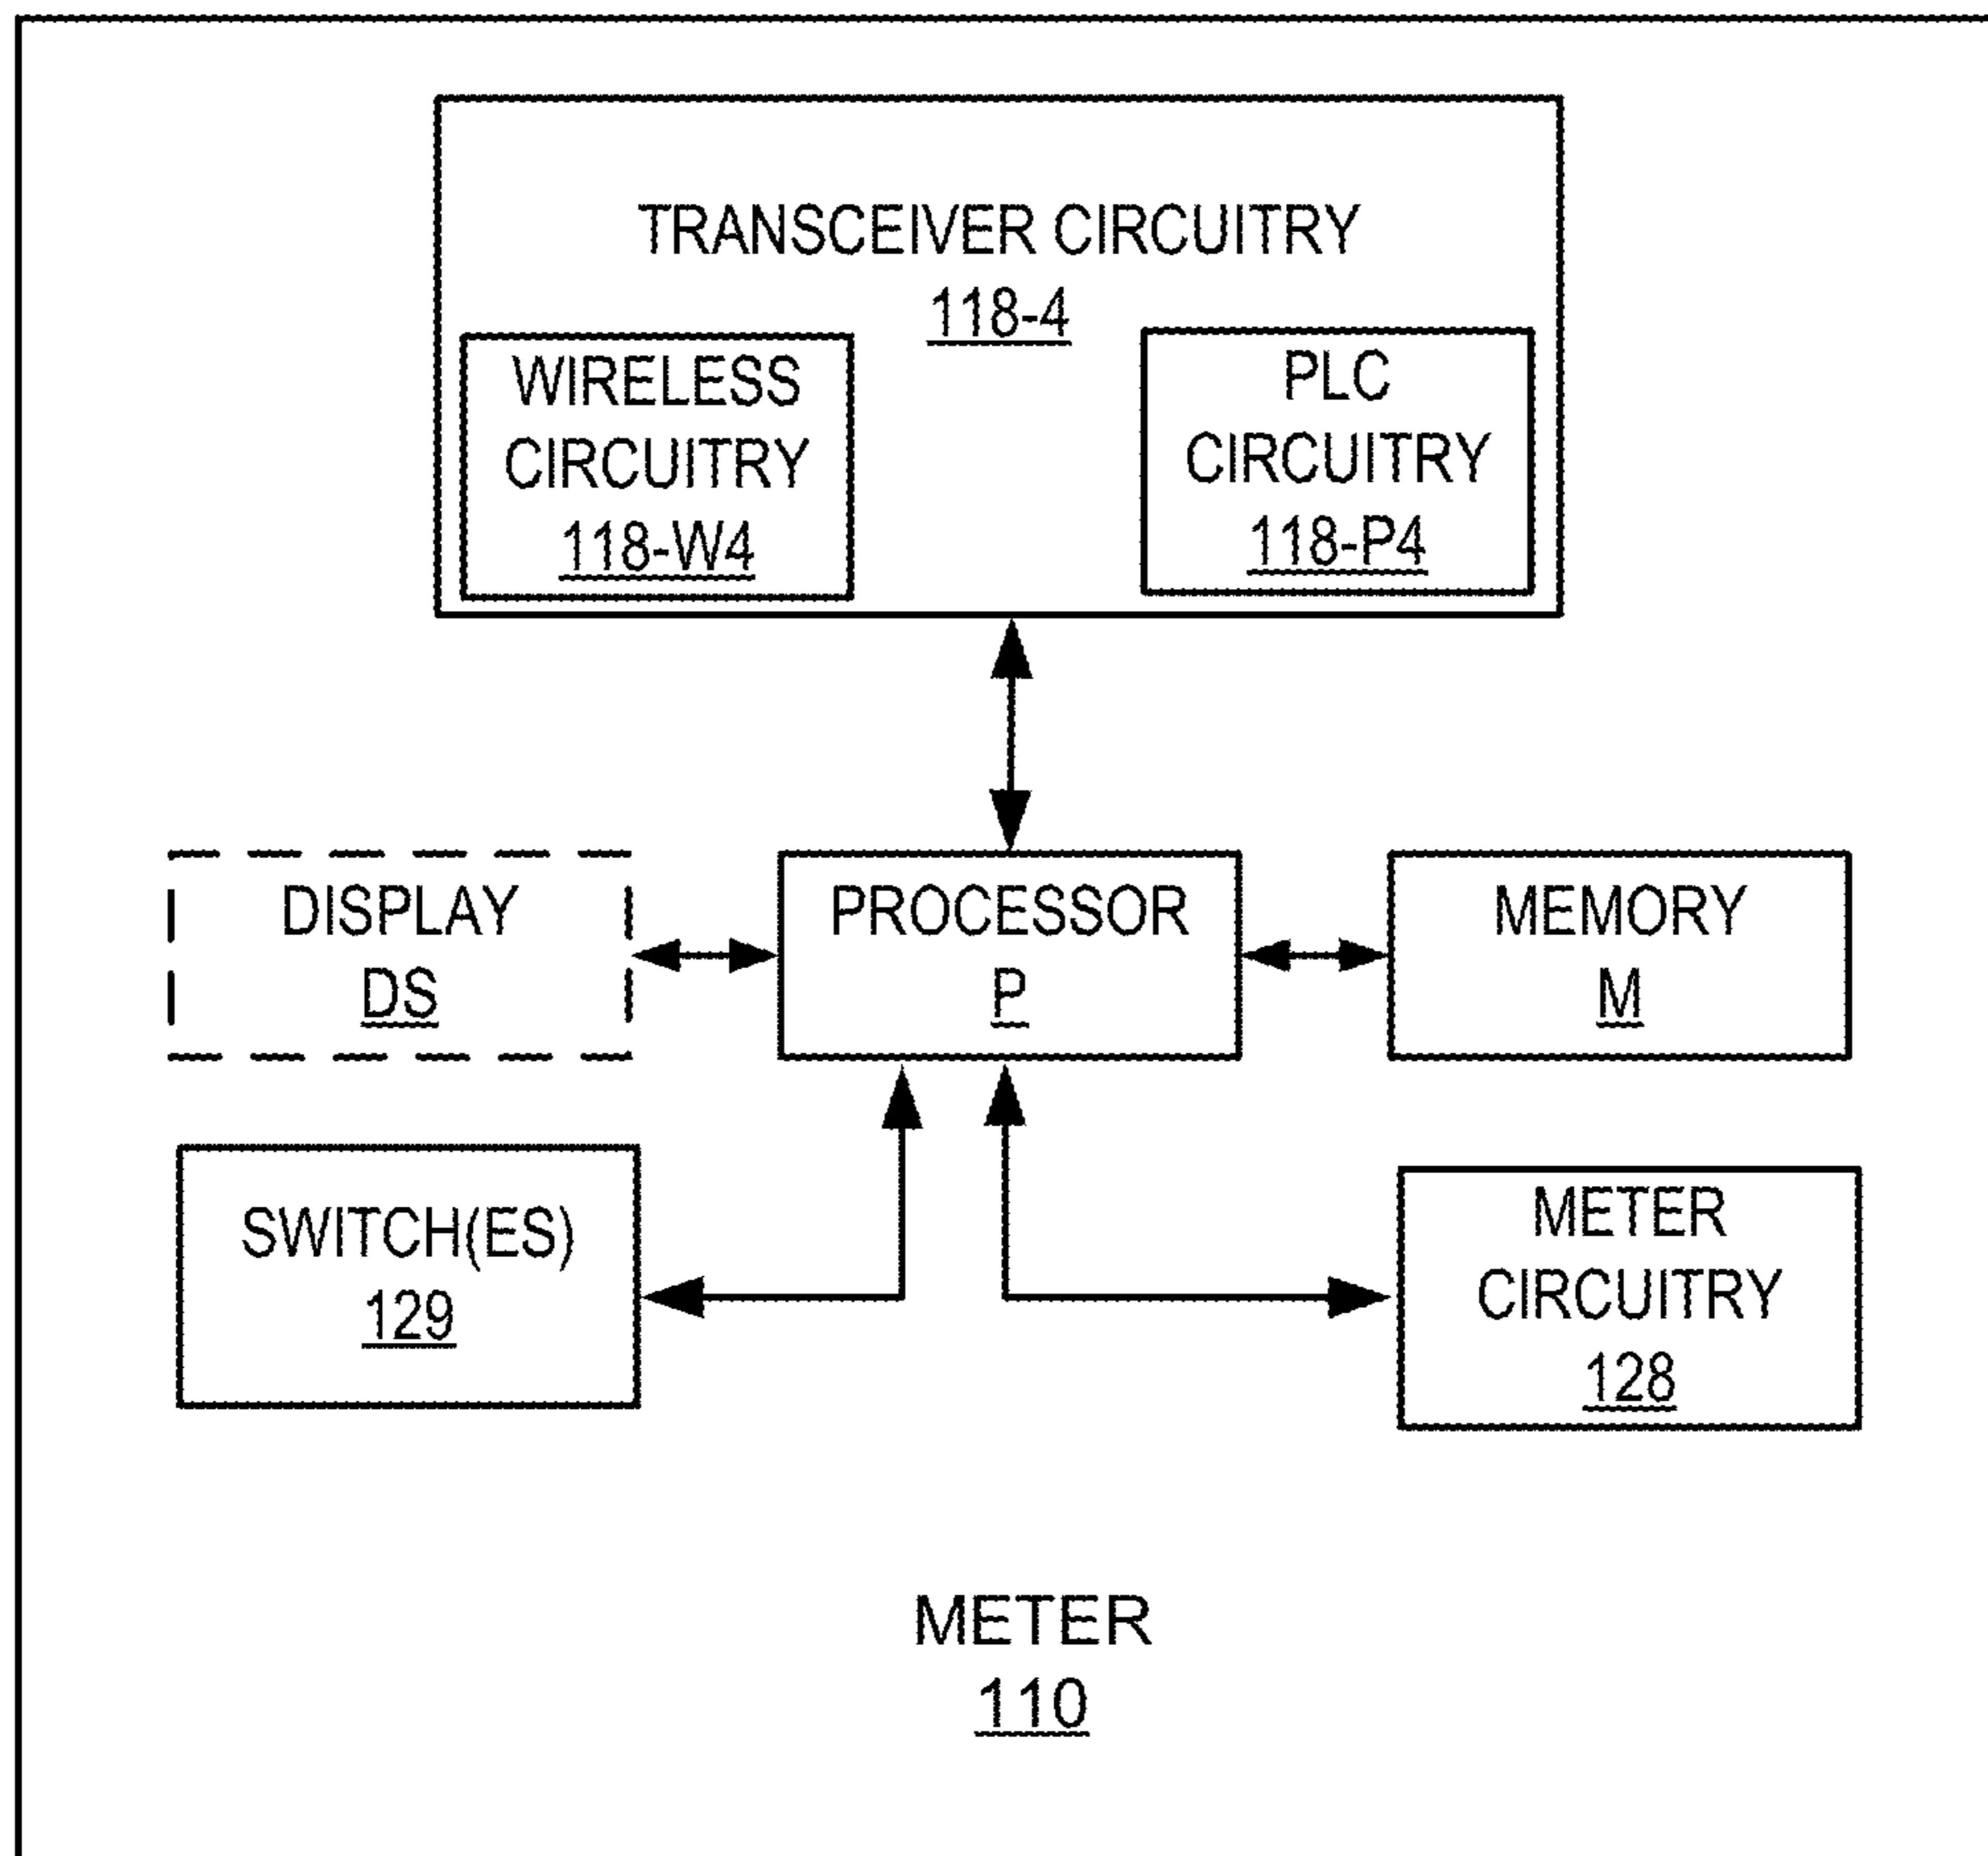 TRANSCEIVER CIRCUITRY
118-4
WIRELESS
CIRCUITRY
118-W4
PLC
CIRCUITRY
118-P4
DISPLAY
DS
PROCESSOR
P
MEMORY
M
SWITCH(ES)
129
METER
CIRCUITRY
128
METER
110